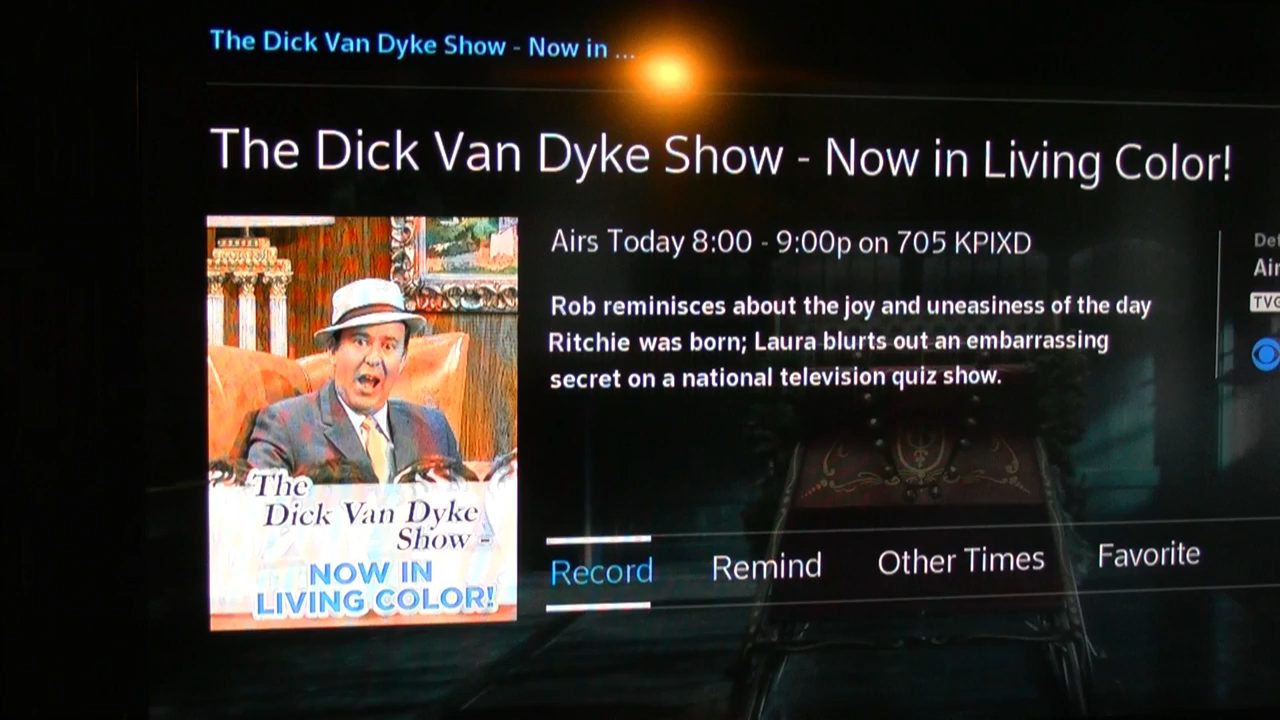 The Dick Van Dyke Show - Now in ...
The Dick Van Dyke Show - Now in Living Color!
Airs Today 8:00 - 9:00p on 705 KPIXD
Rob reminisces about the joy and uneasiness of the day
Ritchie was born; Laura blurts out an embarrassing
secret on a national television quiz show.
The
Dick Van Dyke
Show -
NOW IN
LIVING COLOR!
Record Remind Other Times Favorite